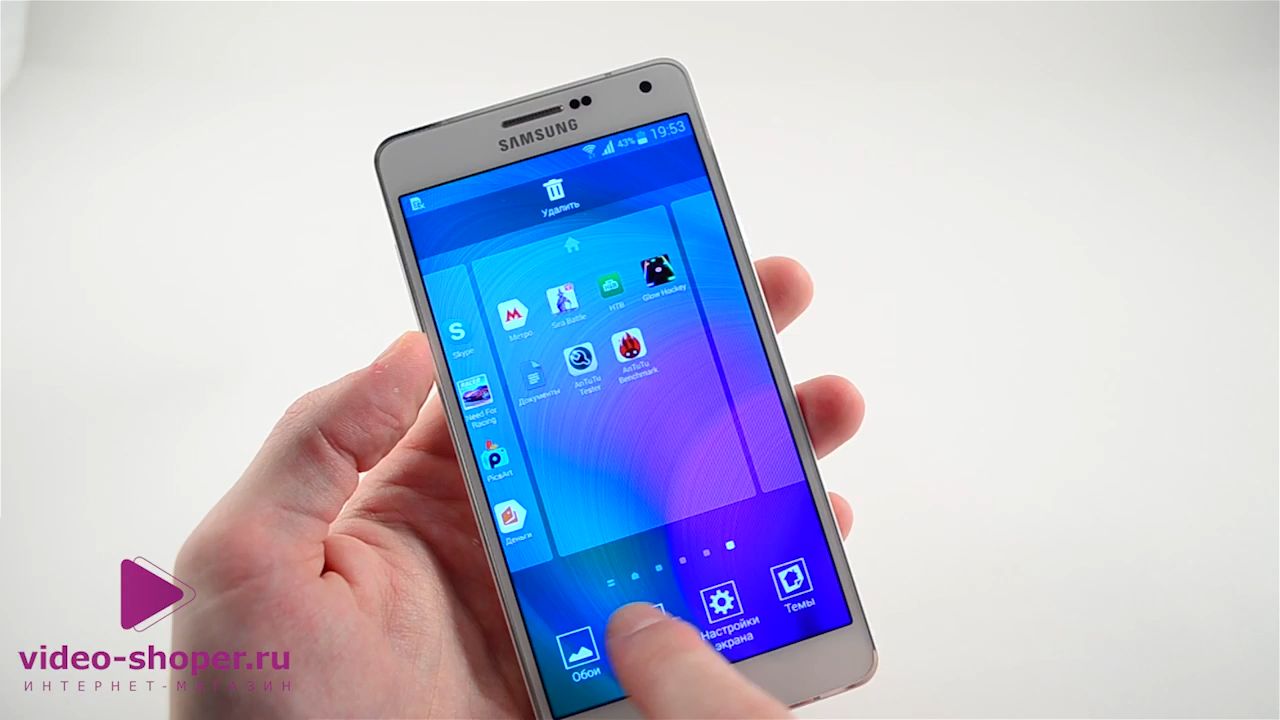 SAMSUNG
43% 19:53
Удалить
Метро
Sea Battle
НТВ
Glow Hockey
Skype
Документы
AnTuTu
Tester
AnTuTu
Benchmark
Need For
Racing
PicsArt
Деньги
Обои
Настройки
экрана
Темы
video-shoper.ru
ИНТЕРНЕТ-МАГАЗИН